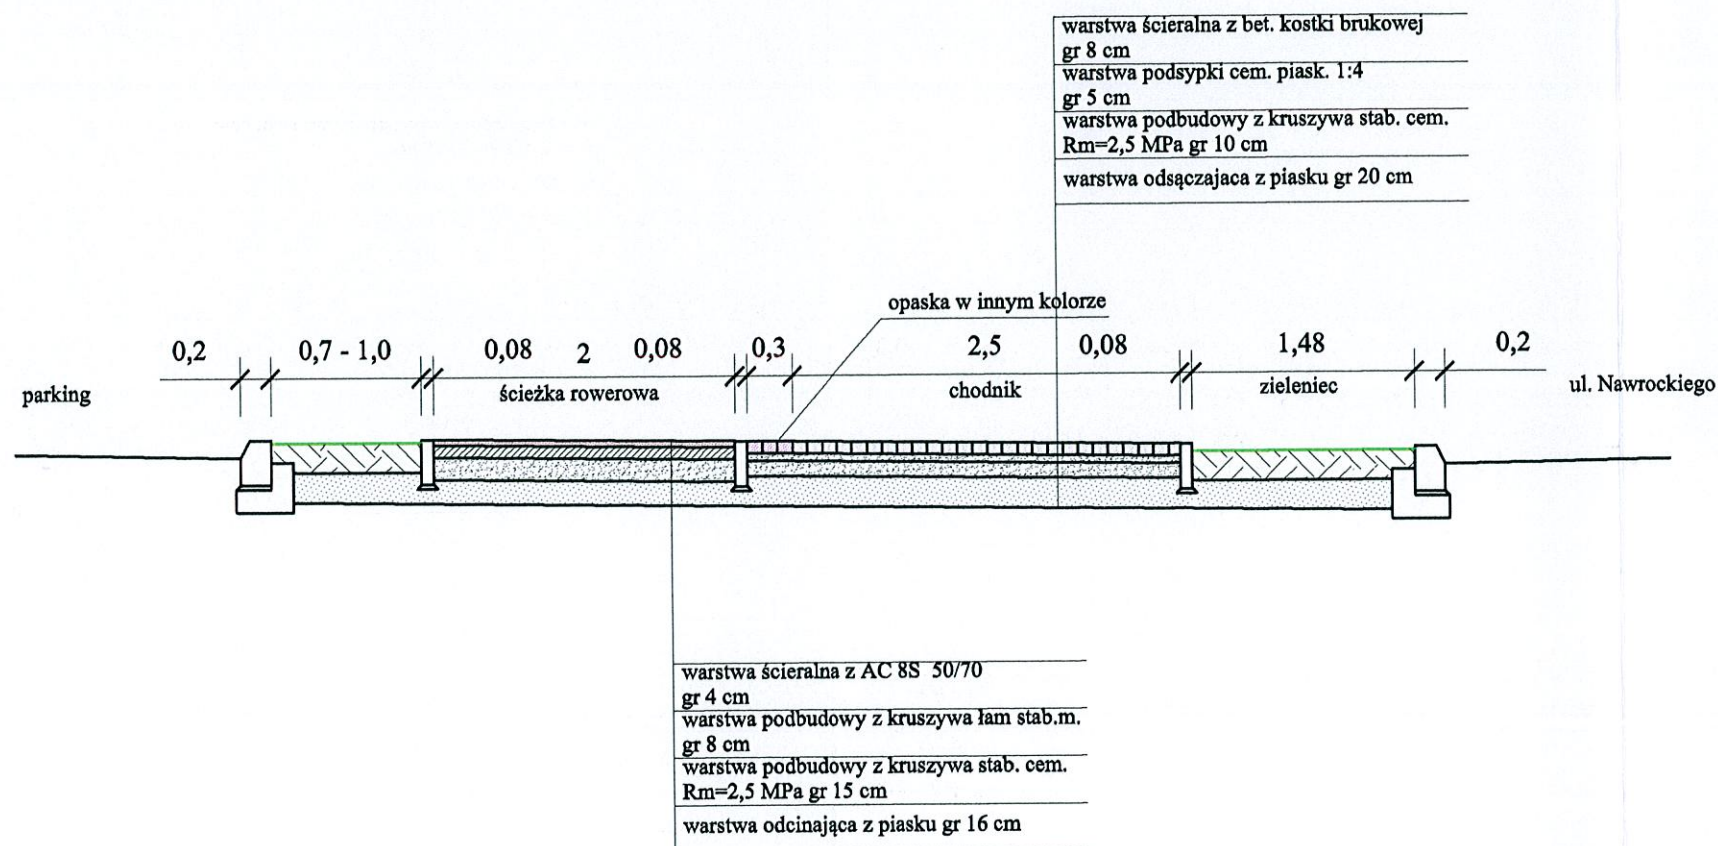 warstwa ścieralna z bet. kostki brukowej
gr 8 cm
warstwa podsypki cem. piask. 1:4
gr 5 cm
warstwa podbudowy z kruszywa stab. cem.
Rm=2,5 MPa gr 10 cm
warstwa odsączajaca z piasku gr 20 cm
opaska w innym kolorze
0,2 0,7 - 1,0 0,08 2 0,08 0,3 2,5 0,08 1,48 0,2
parking ścieżka rowerowa chodnik zieleniec ul. Nawrockiego
warstwa ścieralna z AC 8S 50/70
gr 4 cm
warstwa podbudowy z kruszywa łam stab.m.
gr 8 cm
warstwa podbudowy z kruszywa stab. cem.
Rm=2,5 MPa gr 15 cm
warstwa odcinająca z piasku gr 16 cm